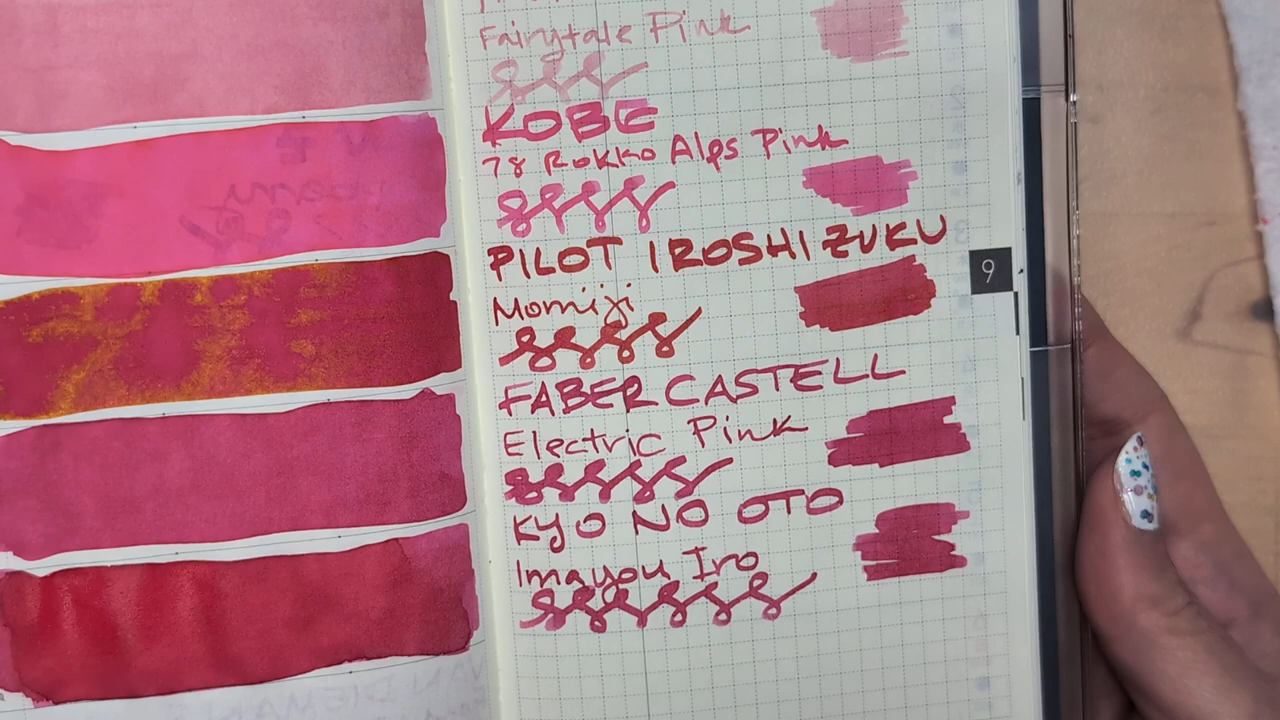 Fairytale Pink
KOBE
78 Rokko Alps Pink
PILOT IROSHIZUKU
9
Momiji
FABER CASTELL
Electric Pink
KYO NO OTO
Imayou Iro